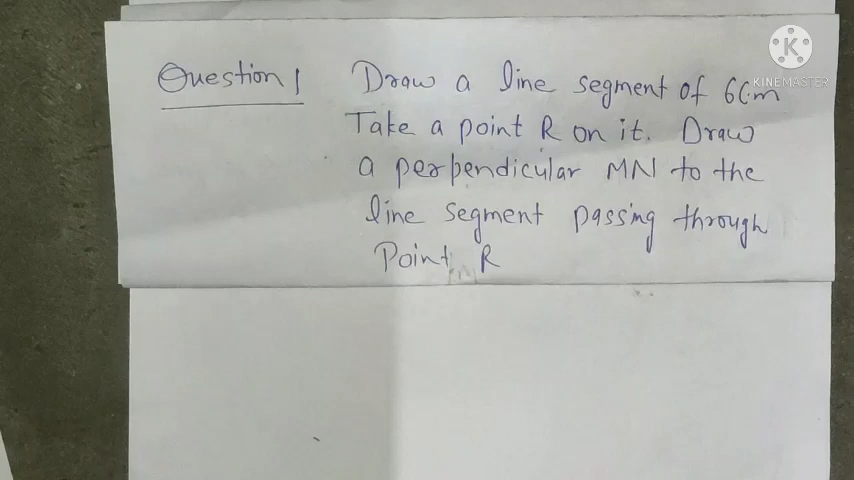 Question 1 Draw a line segment of 6cm
Take a point R on it. Draw
a perpendicular MN to the
line segment passing through
Point R
K
KINEMASTER